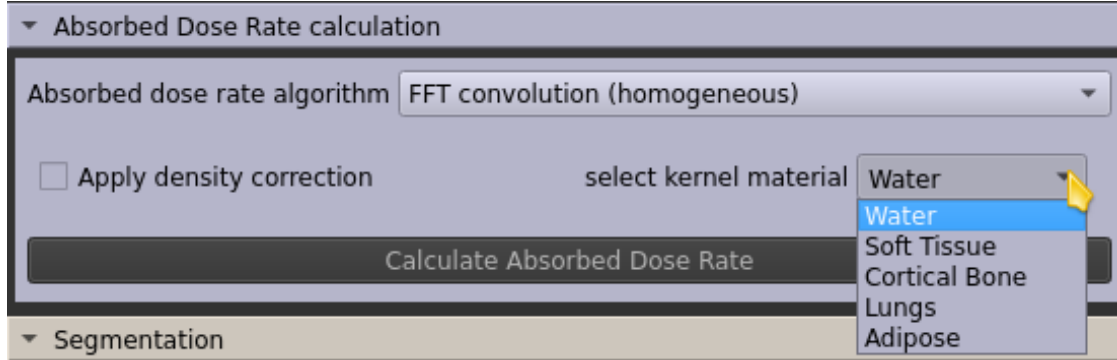 Absorbed Dose Rate calculation
Absorbed dose rate algorithm FFT convolution (homogeneous)
Apply density correction select kernel material Water
Water
Soft Tissue
Calculate Absorbed Dose Rate
Cortical Bone
Lungs
Adipose
Segmentation